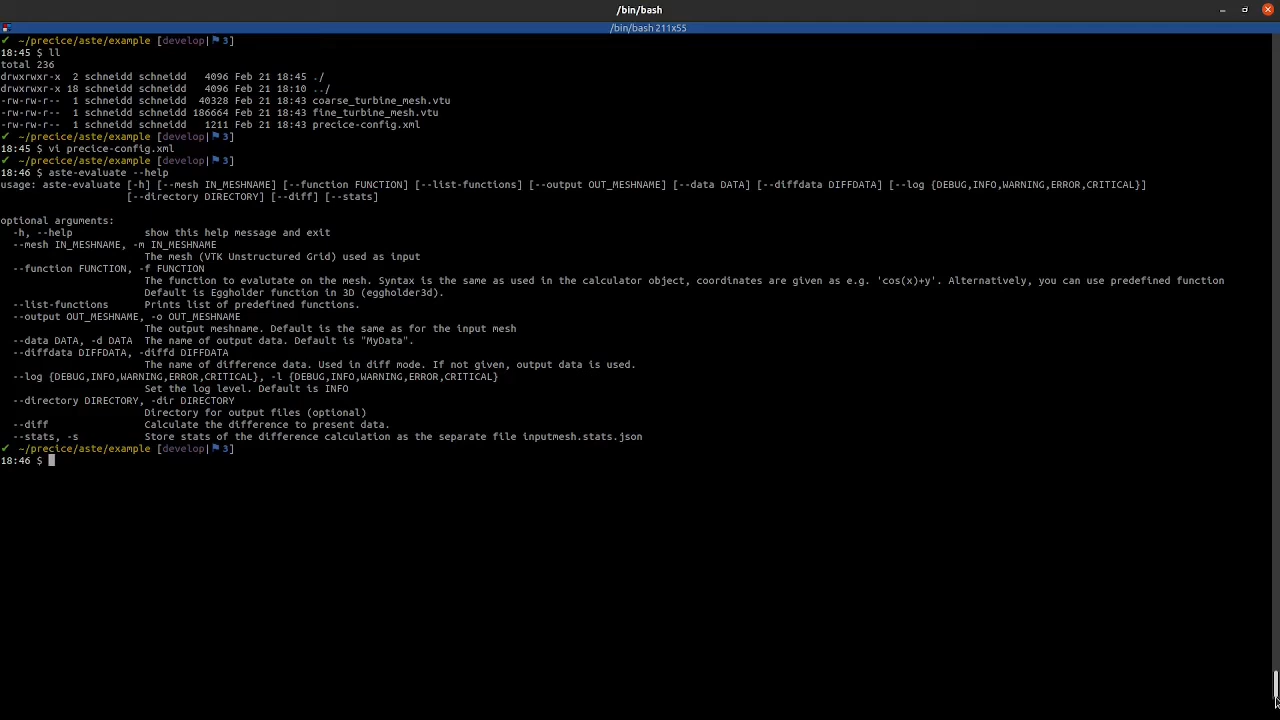 /bin/bash
/bin/bash 211x55
✔ ~/precice/aste/example [develop|⚑ 3]
18:45 $ ll
total 236
drwxrwxr-x  2 schneidd schneidd   4096 Feb 21 18:45 ./
drwxrwxr-x 18 schneidd schneidd   4096 Feb 21 18:10 ../
-rw-rw-r--  1 schneidd schneidd  40328 Feb 21 18:43 coarse_turbine_mesh.vtu
-rw-rw-r--  1 schneidd schneidd 186664 Feb 21 18:43 fine_turbine_mesh.vtu
-rw-rw-r--  1 schneidd schneidd   1211 Feb 21 18:43 precice-config.xml
✔ ~/precice/aste/example [develop|⚑ 3]
18:45 $ vi precice-config.xml
✔ ~/precice/aste/example [develop|⚑ 3]
18:46 $ aste-evaluate --help
usage: aste-evaluate [-h] [--mesh IN_MESHNAME] [--function FUNCTION] [--list-functions] [--output OUT_MESHNAME] [--data DATA] [--diffdata DIFFDATA] [--log {DEBUG,INFO,WARNING,ERROR,CRITICAL}]
[--directory DIRECTORY] [--diff] [--stats]
optional arguments:
-h, --help            show this help message and exit
--mesh IN_MESHNAME, -m IN_MESHNAME
The mesh (VTK Unstructured Grid) used as input
--function FUNCTION, -f FUNCTION
The function to evalutate on the mesh. Syntax is the same as used in the calculator object, coordinates are given as e.g. 'cos(x)+y'. Alternatively, you can use predefined function
Default is Eggholder function in 3D (eggholder3d).
--list-functions      Prints list of predefined functions.
--output OUT_MESHNAME, -o OUT_MESHNAME
The output meshname. Default is the same as for the input mesh
--data DATA, -d DATA  The name of output data. Default is "MyData".
--diffdata DIFFDATA, -diffd DIFFDATA
The name of difference data. Used in diff mode. If not given, output data is used.
--log {DEBUG,INFO,WARNING,ERROR,CRITICAL}, -l {DEBUG,INFO,WARNING,ERROR,CRITICAL}
Set the log level. Default is INFO
--directory DIRECTORY, -dir DIRECTORY
Directory for output files (optional)
--diff                Calculate the difference to present data.
--stats, -s           Store stats of the difference calculation as the separate file inputmesh.stats.json
✔ ~/precice/aste/example [develop|⚑ 3]
18:46 $